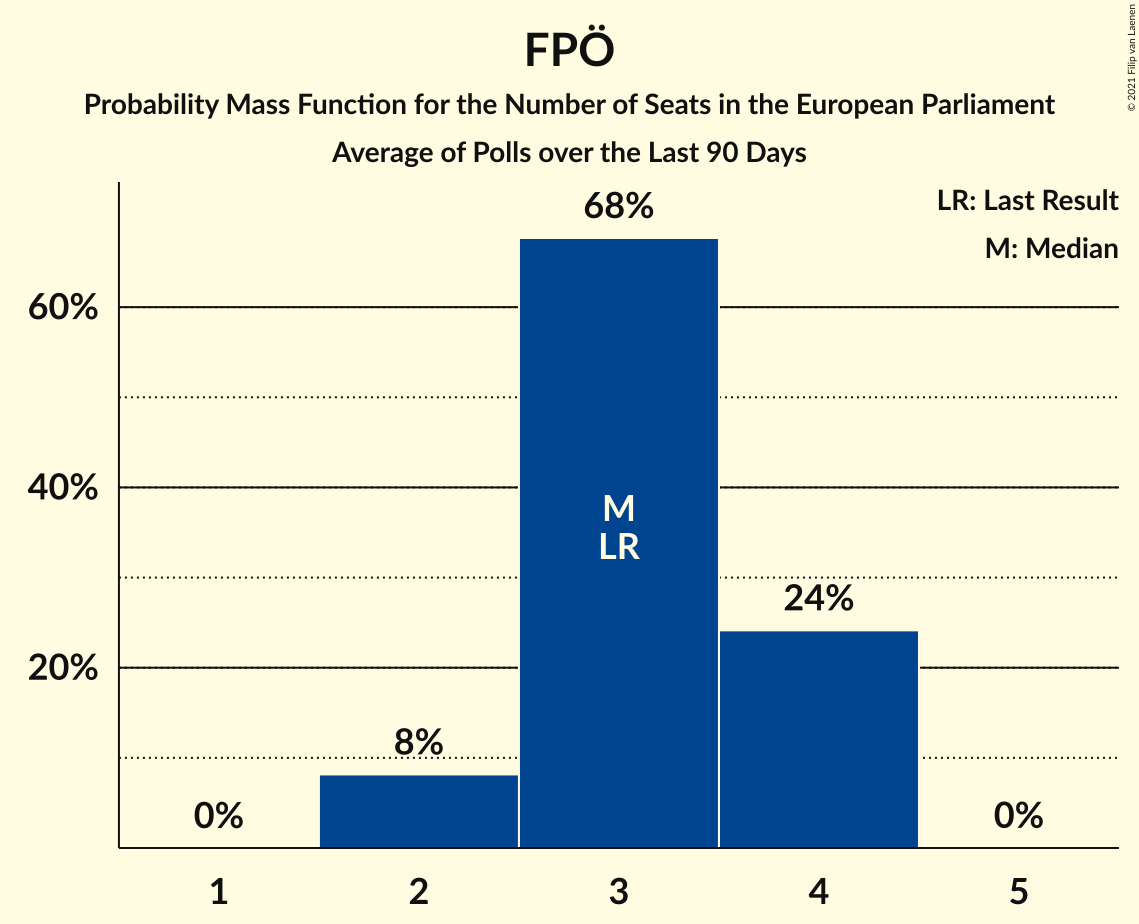 FPÖ
Probability Mass Function for the Number of Seats in the European Parliament
Average of Polls over the Last 90 Days
© 2021 Filip van Laenen
LR: Last Result
M: Median
68%
60%
40%
M
LR
24%
20%
8%
0%
0%
1 2 3 4 5